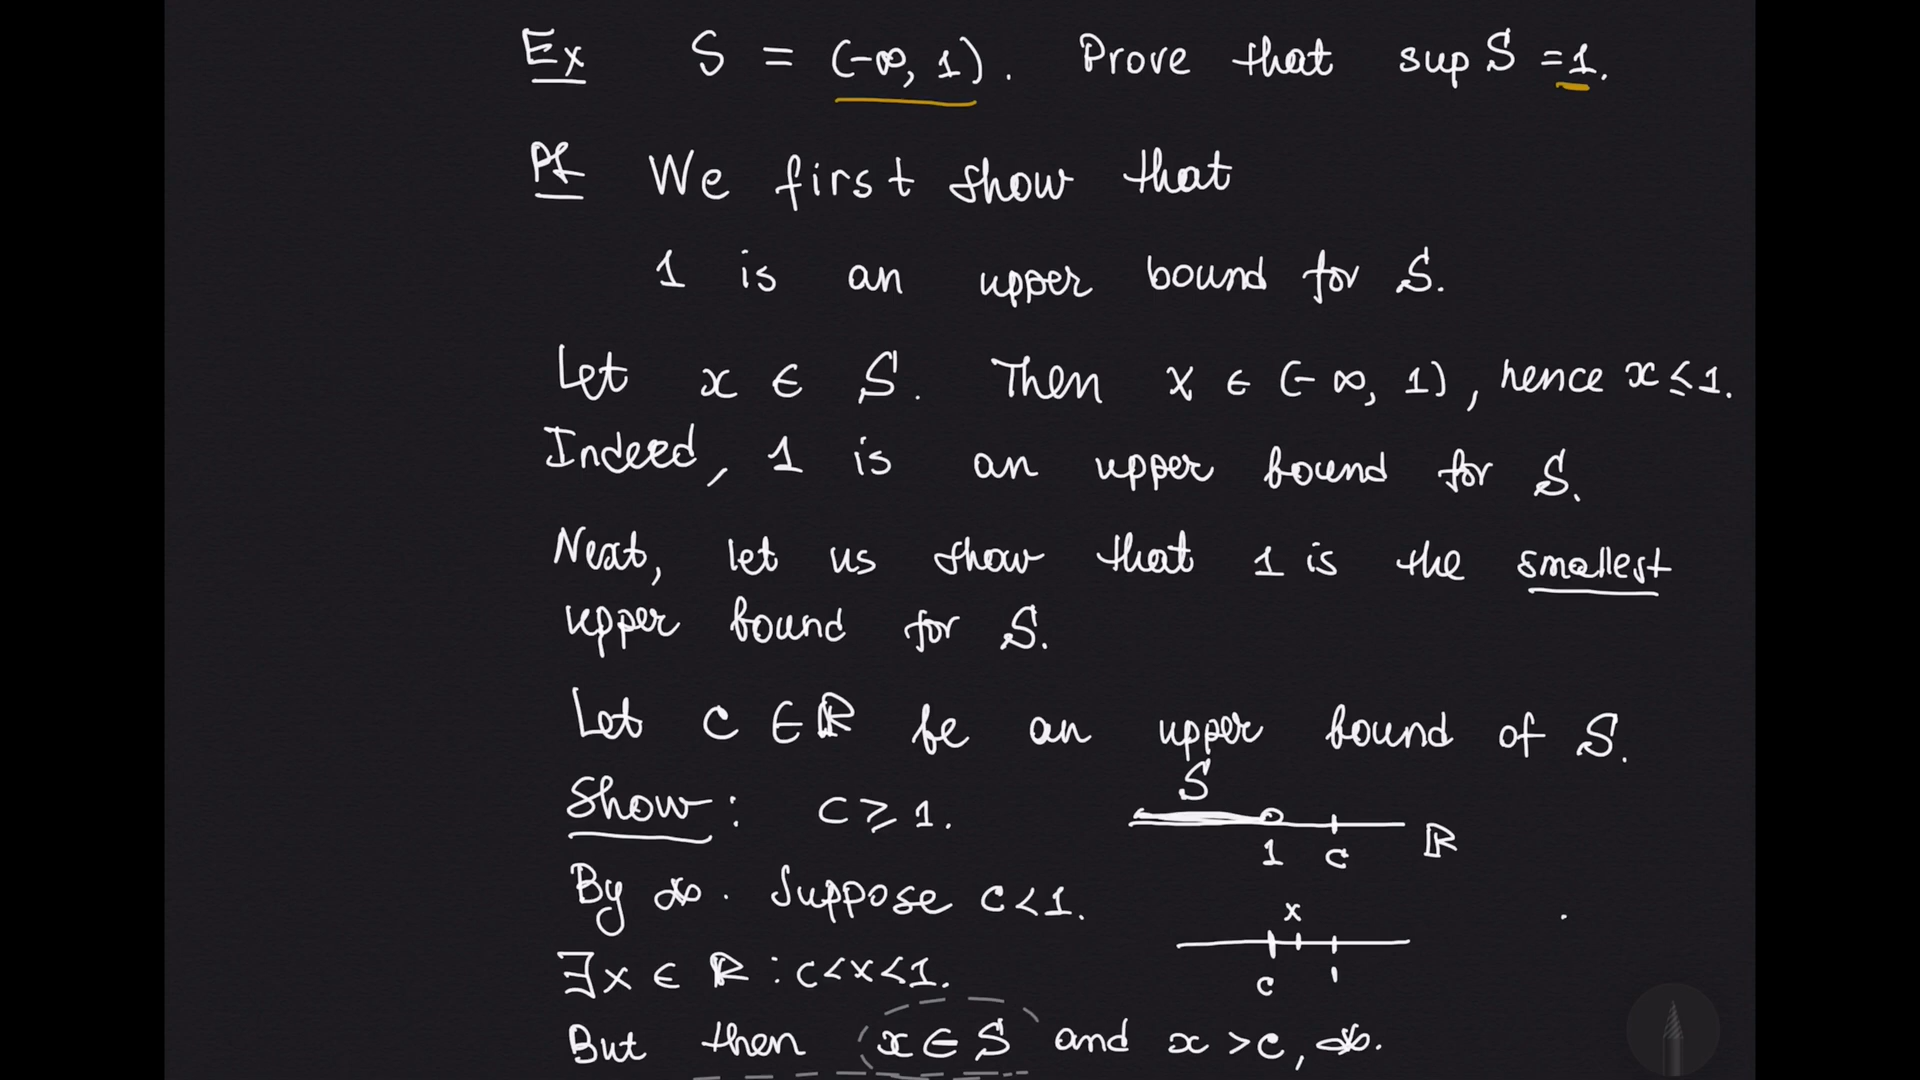 Ex S = (-∞, 1). Prove that sup S = 1.
Pf We first show that
1 is an upper bound for S.
Let x ∈ S. Then x ∈ (-∞, 1), hence x ≤ 1.
Indeed, 1 is an upper bound for S.
Next, let us show that 1 is the smallest
upper bound for S.
Let c ∈ ℝ be an upper bound of S.
S
Show: c ≥ 1.
1 c ℝ
By ※. Suppose c < 1.
x
∃x ∈ ℝ : c < x < 1.
c 1
But then x ∈ S and x > c, ※.